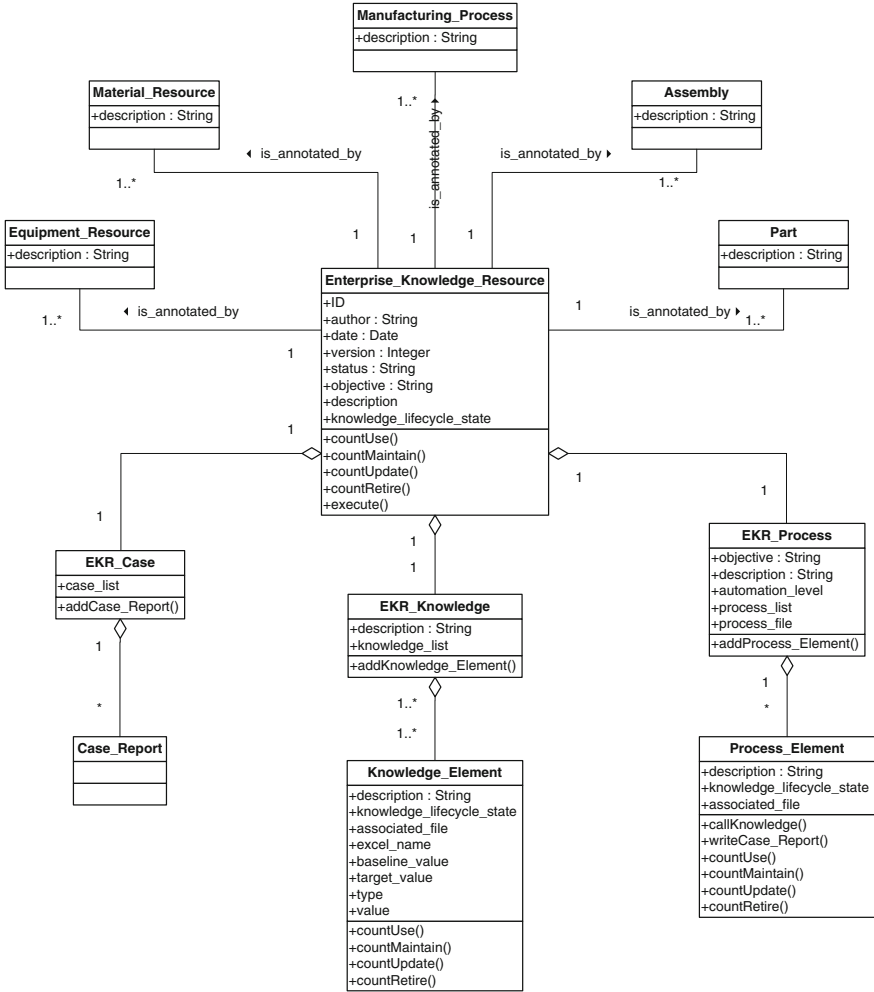 Manufacturing_Process
+description : String
Material_Resource
+description : String
Assembly
+description : String
1..*
is_annotated_by
is_annotated_by
is_annotated_by
1..*
1..*
Equipment_Resource
+description : String
Part
+description : String
1
1
1
Enterprise_Knowledge_Resource
+ID
+author : String
+date : Date
+version : Integer
+status : String
+objective : String
+description
+knowledge_lifecycle_state
+countUse()
+countMaintain()
+countUpdate()
+countRetire()
+execute()
1..*
is_annotated_by
1
1
is_annotated_by
1..*
1
1
1
1
EKR_Case
+case_list
+addCase_Report()
1
*
Case_Report
1
1
EKR_Knowledge
+description : String
+knowledge_list
+addKnowledge_Element()
1..*
1..*
Knowledge_Element
+description : String
+knowledge_lifecycle_state
+associated_file
+excel_name
+baseline_value
+target_value
+type
+value
+countUse()
+countMaintain()
+countUpdate()
+countRetire()
EKR_Process
+objective : String
+description : String
+automation_level
+process_list
+process_file
+addProcess_Element()
1
*
Process_Element
+description : String
+knowledge_lifecycle_state
+associated_file
+callKnowledge()
+writeCase_Report()
+countUse()
+countMaintain()
+countUpdate()
+countRetire()